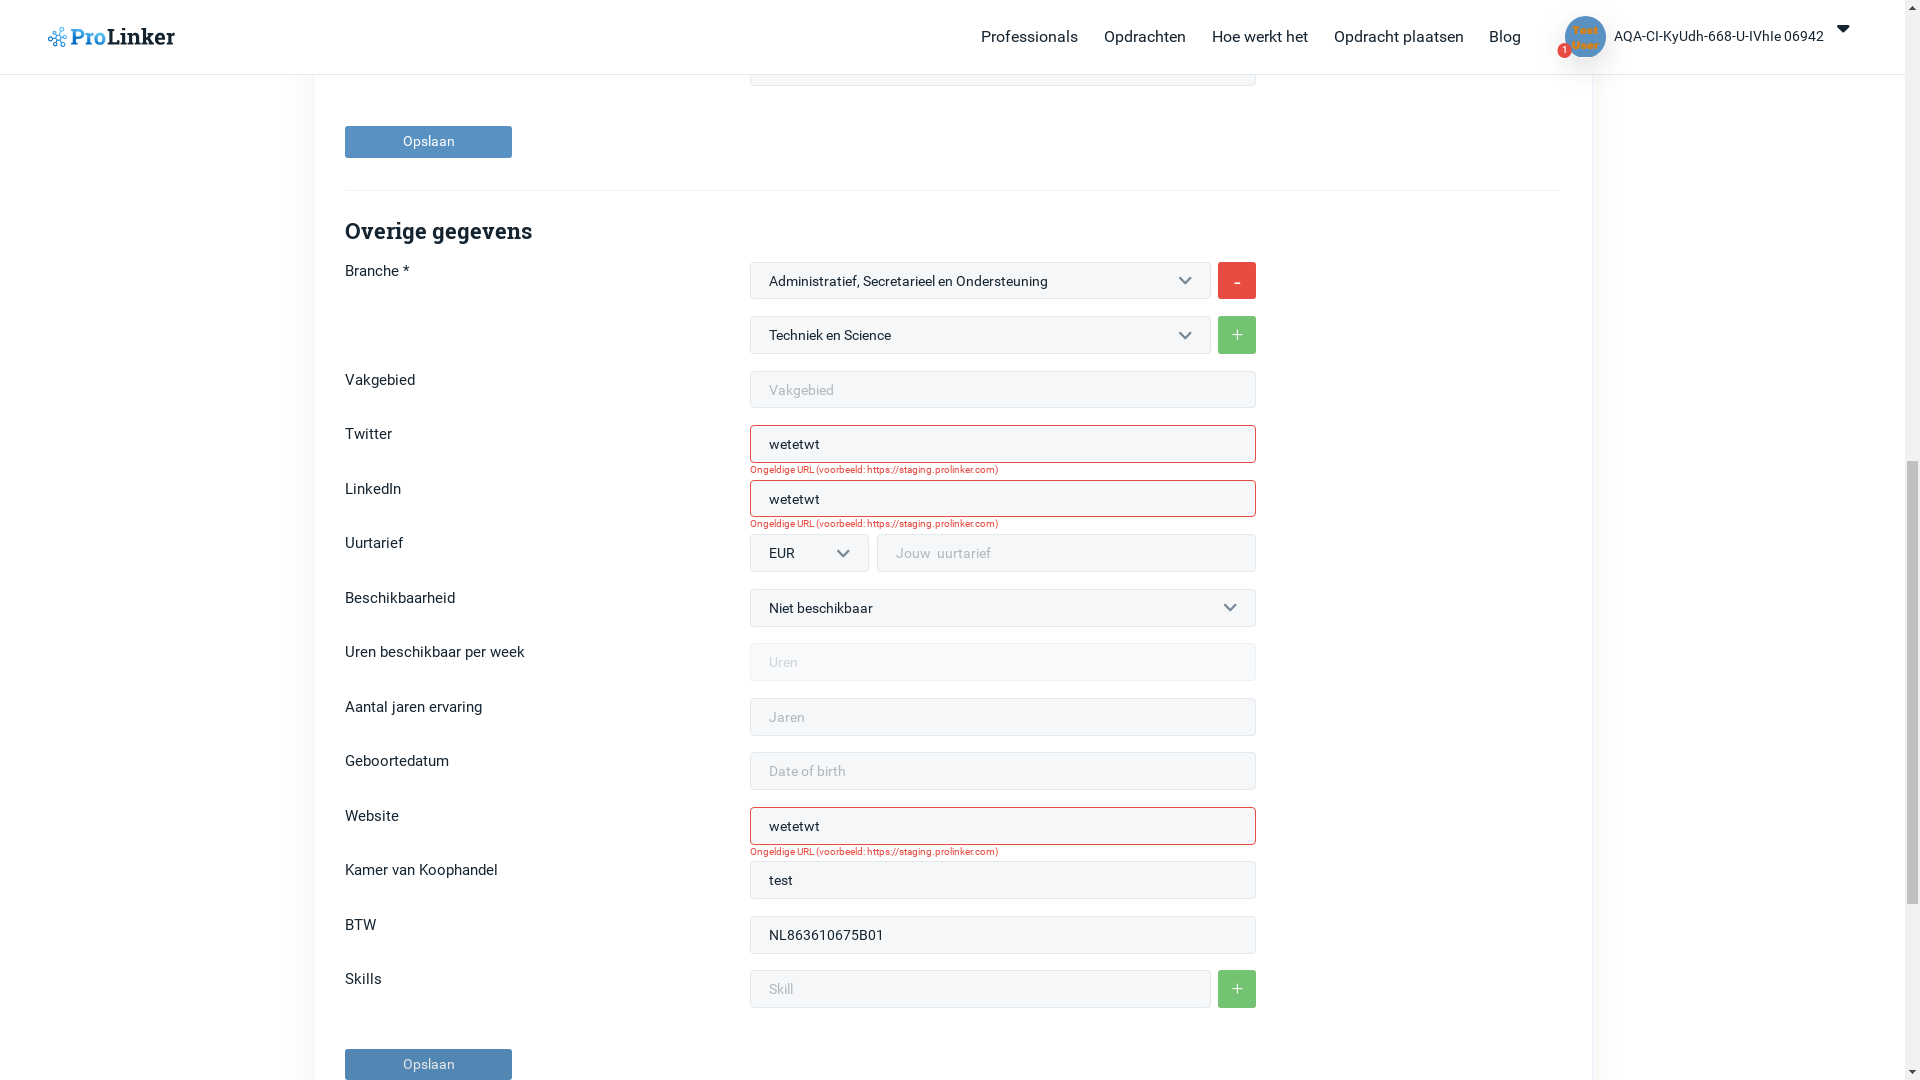 ProLinker
Professionals
Opdrachten
Hoe werkt het
Opdracht plaatsen
Blog
Test
User
1
AQA-CI-KyUdh-668-U-IVhIe 06942
Opslaan
Overige gegevens
Branche *
Administratief, Secretarieel en Ondersteuning
-
Techniek en Science
+
Vakgebied
Vakgebied
Twitter
wetetwt
Ongeldige URL (voorbeeld: https://staging.prolinker.com)
LinkedIn
wetetwt
Ongeldige URL (voorbeeld: https://staging.prolinker.com)
Uurtarief
EUR
Jouw uurtarief
Beschikbaarheid
Niet beschikbaar
Uren beschikbaar per week
Uren
Aantal jaren ervaring
Jaren
Geboortedatum
Date of birth
Website
wetetwt
Ongeldige URL (voorbeeld: https://staging.prolinker.com)
Kamer van Koophandel
test
BTW
NL863610675B01
Skills
Skill
+
Opslaan